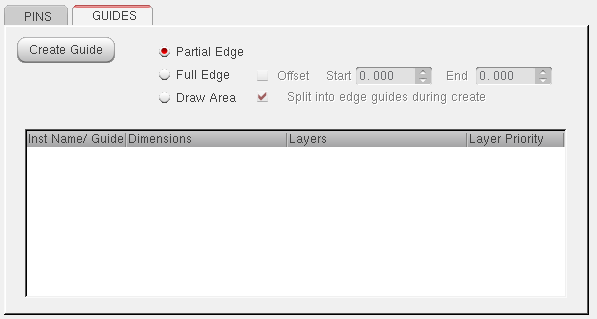 PINS GUIDES
Create Guide
Partial Edge
Full Edge Offset Start 0.000 End 0.000
Draw Area Split into edge guides during create
Inst Name/ Guide Dimensions Layers Layer Priority